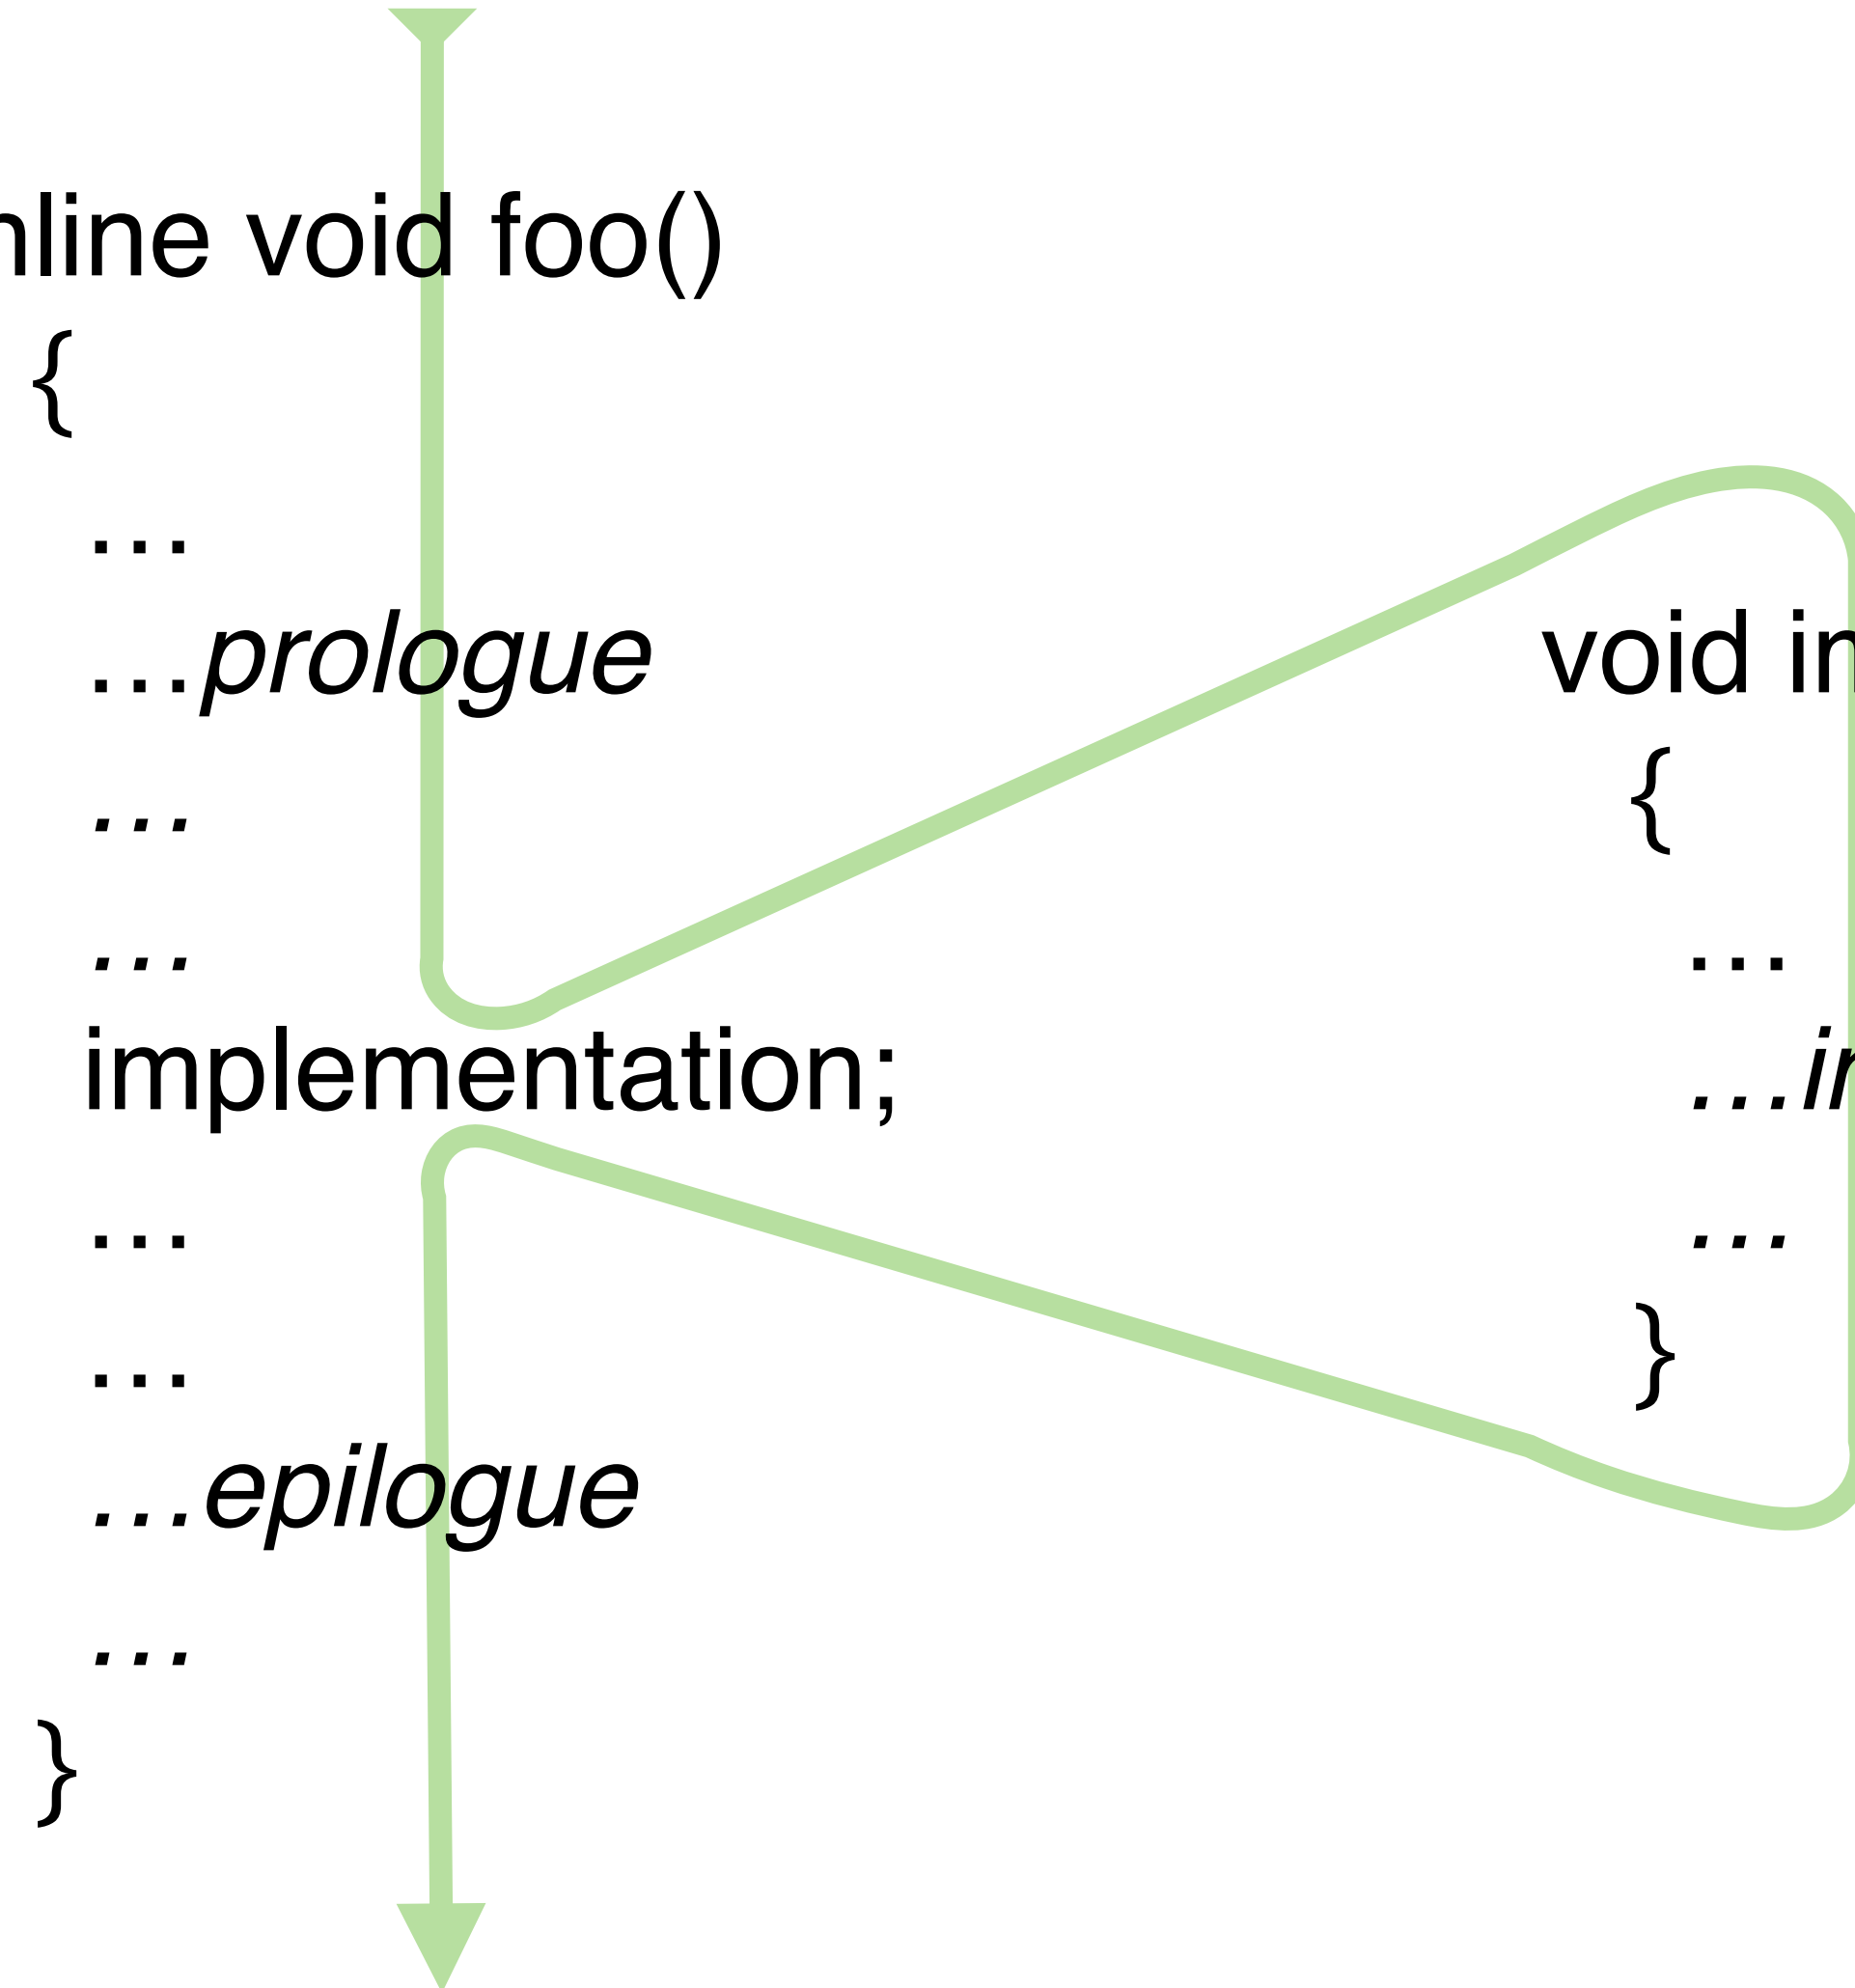 nline void foo()
{
...
...prologue
...
...
implementation;
...
...
...epilogue
...
}
void in
{
...
...in
...
}